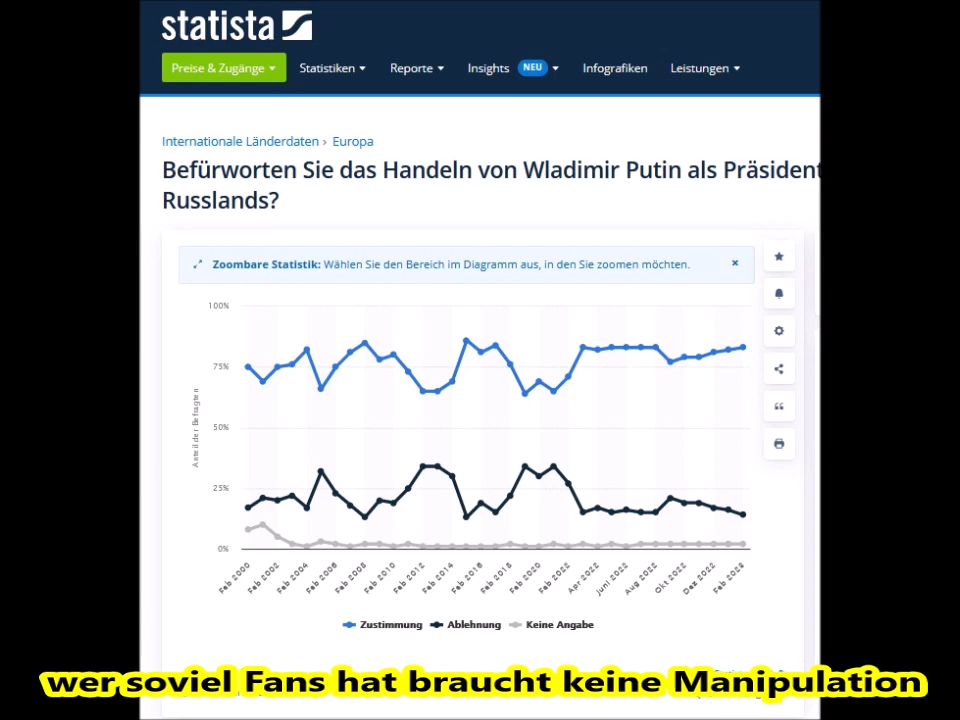 statista
Preise & Zugänge Statistiken Reporte Insights NEU Infografiken Leistungen
Internationale Länderdaten › Europa
Befürworten Sie das Handeln von Wladimir Putin als Präsident
Russlands?
Zoombare Statistik: Wählen Sie den Bereich im Diagramm aus, in den Sie zoomen möchten. ×
100%
75%
50%
25%
0%
Anteil der Befragten
Feb 2000 Feb 2002 Feb 2004 Feb 2006 Feb 2008 Feb 2010 Feb 2012 Feb 2014 Feb 2016 Feb 2018 Feb 2020 Feb 2022 Apr 2022 Juni 2022 Aug 2022 Okt 2022 Dez 2022 Feb 2023
Zustimmung Ablehnung Keine Angabe
wer soviel Fans hat braucht keine Manipulation